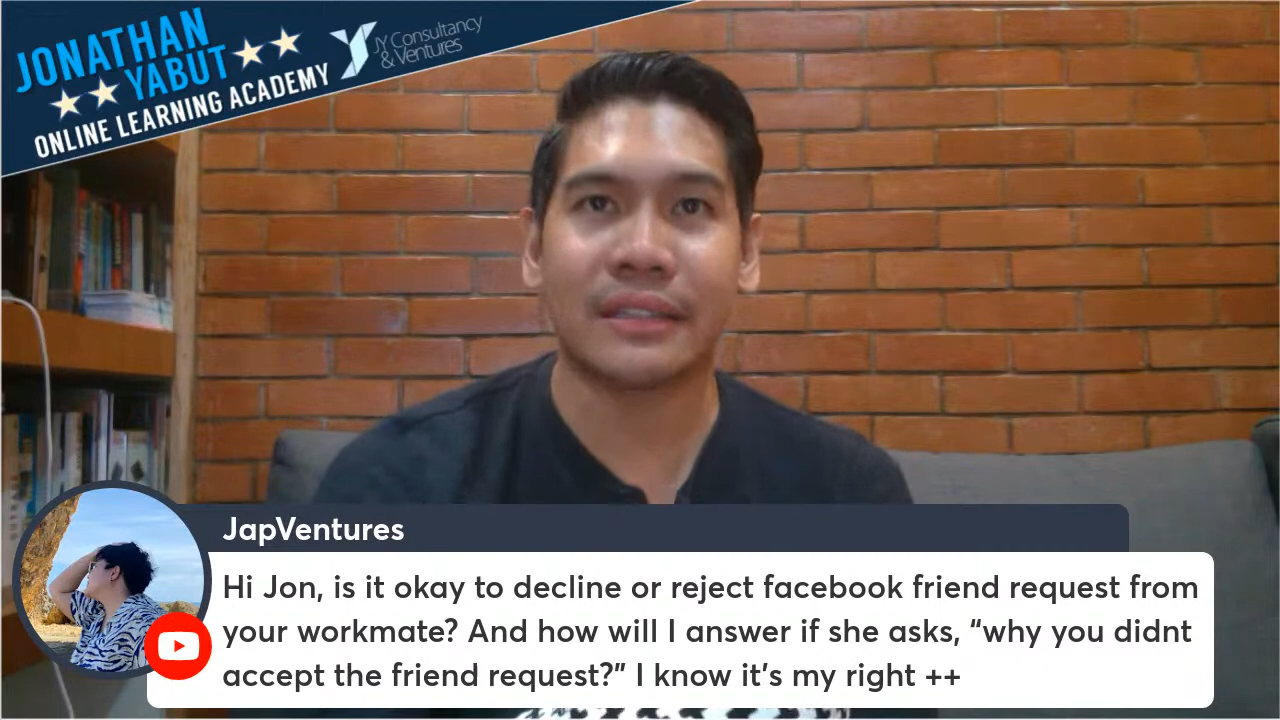 JONATHAN
YABUT
ONLINE LEARNING ACADEMY
JY Consultancy
& Ventures
JapVentures
Hi Jon, is it okay to decline or reject facebook friend request from
your workmate? And how will I answer if she asks, “why you didnt
accept the friend request?” I know it’s my right ++